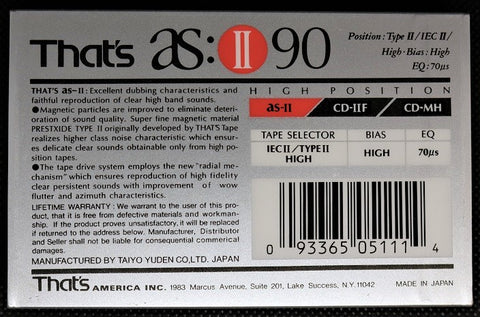 That's as:II 90
Position: Type II/IEC II/
High·Bias: High
EQ: 70µs
THAT'S as-II: Excellent dubbing characteristics and
faithful reproduction of clear high band sounds.
●Magnetic particles are improved to eliminate deteri-
oration of sound quality. Super fine magnetic material
PRESTXIDE TYPE II originally developed by THAT'S Tape
realizes higher class noise characteristic which ensur-
es delicate clear sounds obtainable only from high po-
sition tapes.
●The tape drive system employs the new "radial me-
chanism" which ensures reproduction of high fidelity
clear persistent sounds with improvement of wow
flutter and azimuth characteristics.
LIFETIME WARRANTY: We warrant to the user of this pro-
duct, that it is free from defective materials and workman-
ship. If the product proves unsatisfactory, it will be replaced
if returned to the address below. Manufacturer, Distributor
and Seller shall not be liable for consequential commerical
damages.
MANUFACTURED BY TAIYO YUDEN CO,LTD. JAPAN
HIGH POSITION
as-II CD-IIF CD-MH
TAPE SELECTOR BIAS EQ
IEC II/TYPE II
HIGH HIGH 70µs
0 93365 05111 4
That's AMERICA INC. 1983 Marcus Avenue, Suite 201, Lake Success, N.Y. 11042 MADE IN JAPAN